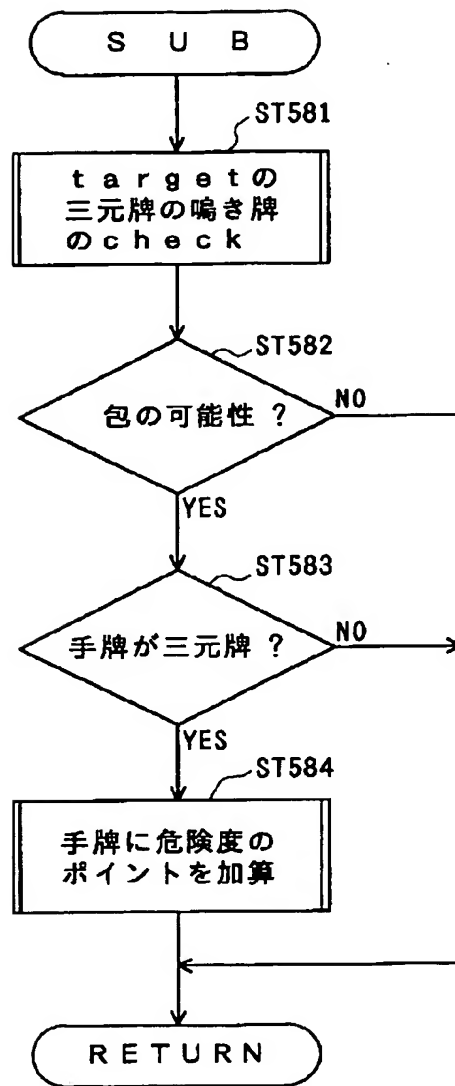 ＳＵＢ
ST581
ｔａｒｇｅｔの
三元牌の鳴き牌
のｃｈｅｃｋ
ST582
包の可能性？
NO
YES
ST583
手牌が三元牌？
NO
YES
ST584
手牌に危険度の
ポイントを加算
ＲＥＴＵＲＮ